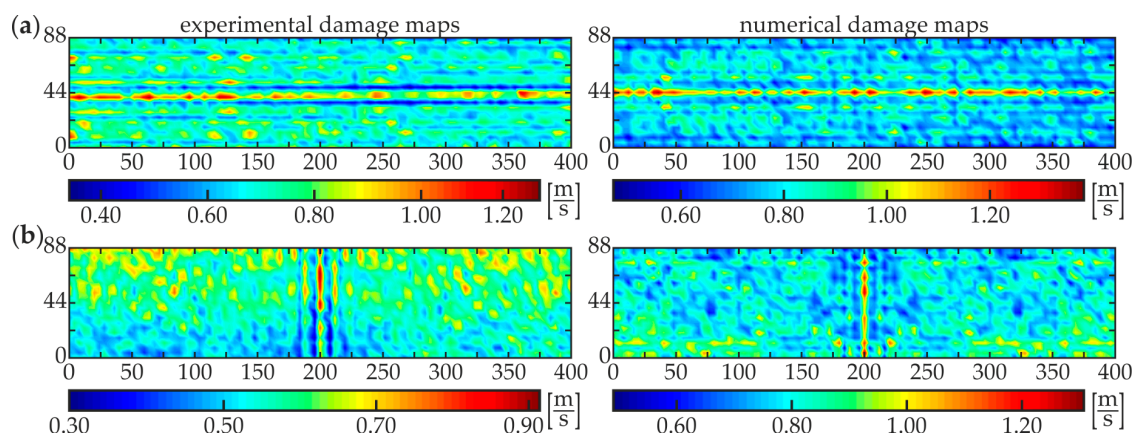 experimental damage maps numerical damage maps
(a) 88 88
44 44
0 0
0 50 100 150 200 250 300 350 400 0 50 100 150 200 250 300 350 400
0.40 0.60 0.80 1.00 1.20 [m/s] 0.60 0.80 1.00 1.20 [m/s]
(b) 88 88
44 44
0 0
0 50 100 150 200 250 300 350 400 0 50 100 150 200 250 300 350 400
0.30 0.50 0.70 0.90 [m/s] 0.60 0.80 1.00 1.20 [m/s]